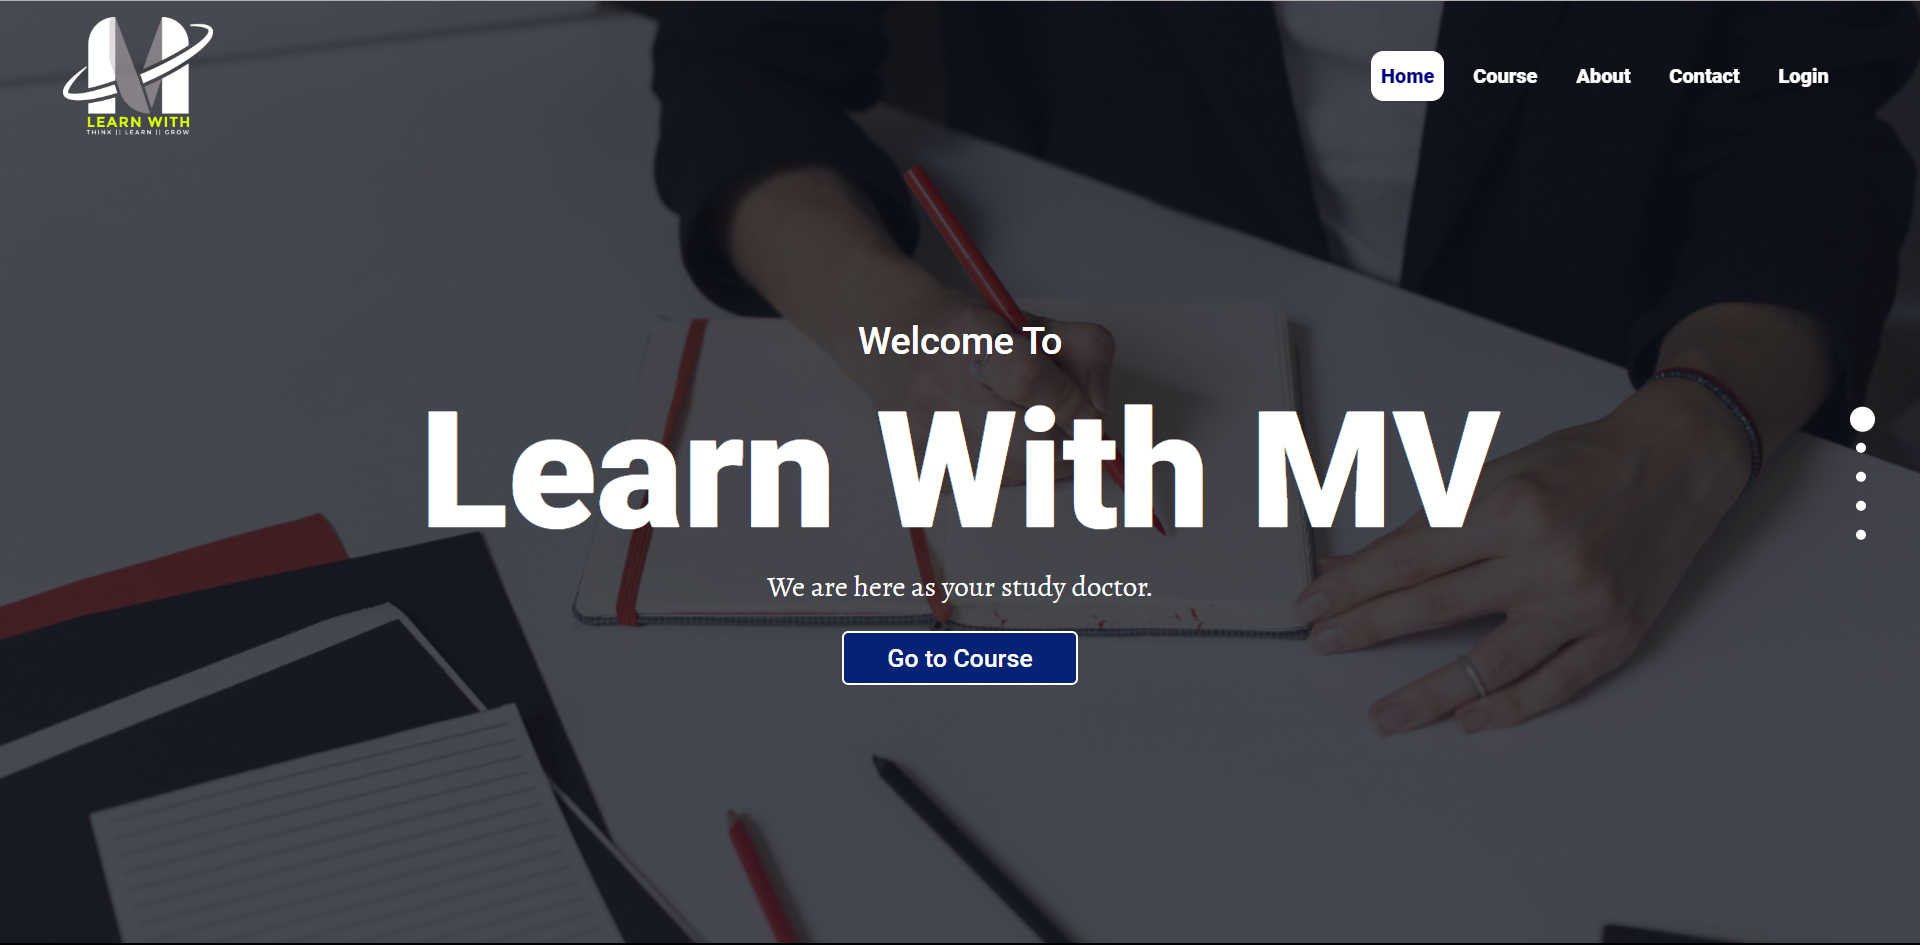 LEARN WITH
THINK || LEARN || GROW
Home Course About Contact Login
Welcome To
Learn With MV
We are here as your study doctor.
Go to Course